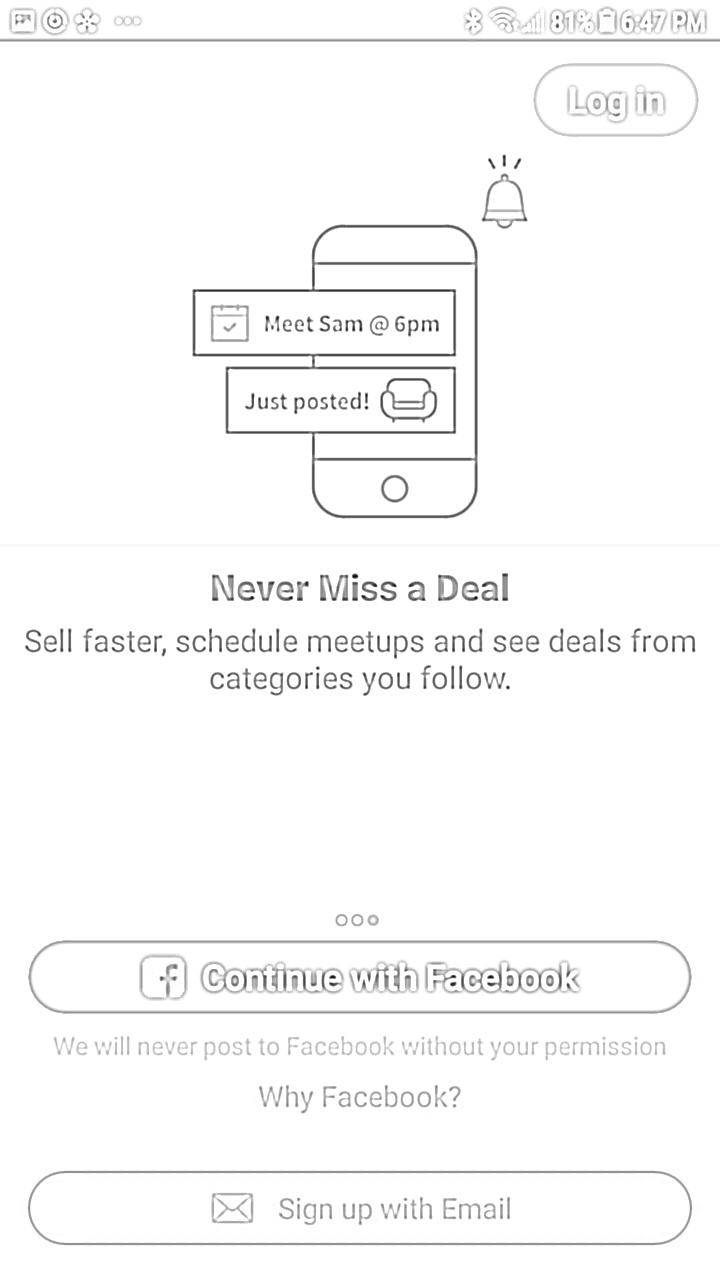 81% 6:47 PM
Log in
Meet Sam @ 6pm
Just posted!
Never Miss a Deal
Sell faster, schedule meetups and see deals from
categories you follow.
Continue with Facebook
We will never post to Facebook without your permission
Why Facebook?
Sign up with Email